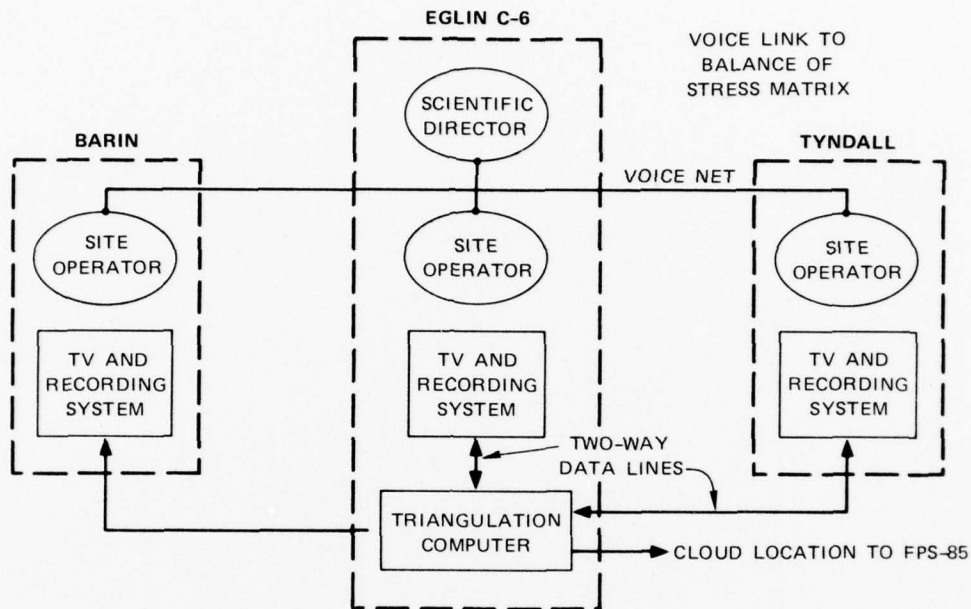 EGLIN C-6
VOICE LINK TO
BALANCE OF
STRESS MATRIX
SCIENTIFIC
DIRECTOR
BARIN
TYNDALL
VOICE NET
SITE
OPERATOR
SITE
OPERATOR
SITE
OPERATOR
TV AND
RECORDING
SYSTEM
TV AND
RECORDING
SYSTEM
TV AND
RECORDING
SYSTEM
TWO-WAY
DATA LINES
TRIANGULATION
COMPUTER
CLOUD LOCATION TO FPS-85